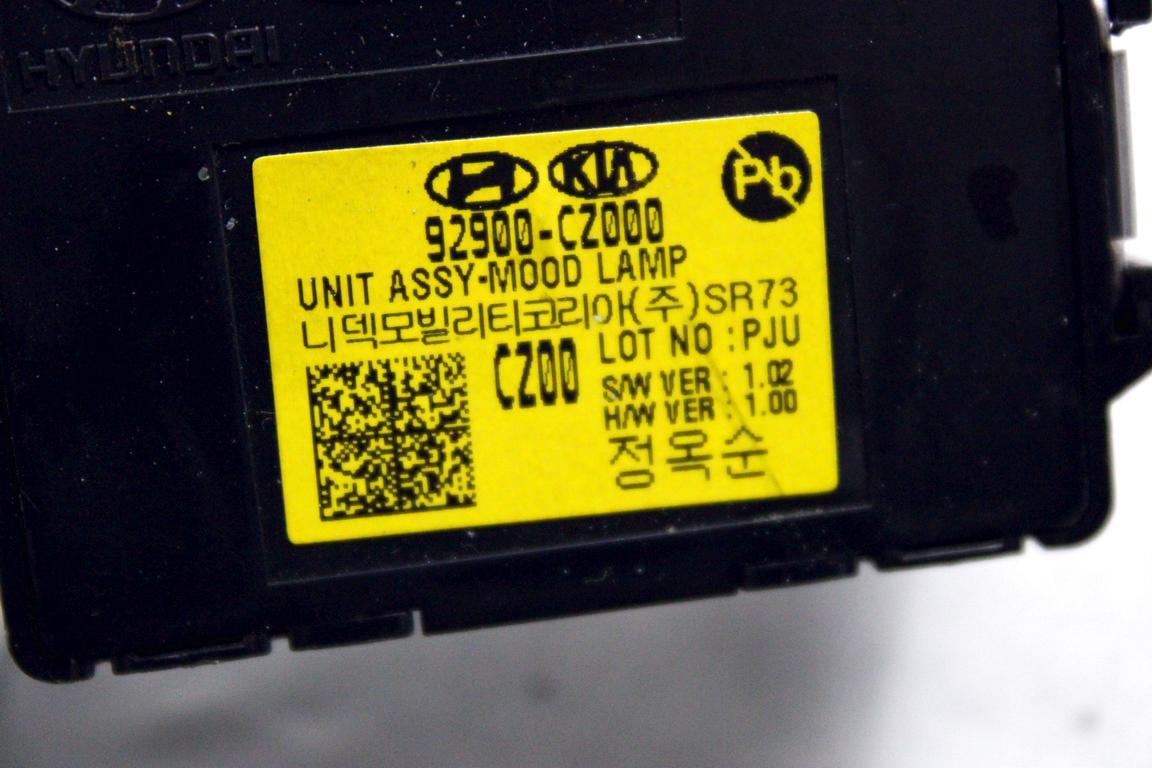 HYUNDAI
KIA
Pb
92900-CZ000
UNIT ASSY-MOOD LAMP
니덱모빌리티코리아(주)SR73
CZ00
LOT NO : PJU
S/W VER : 1.02
H/W VER : 1.00
정옥순